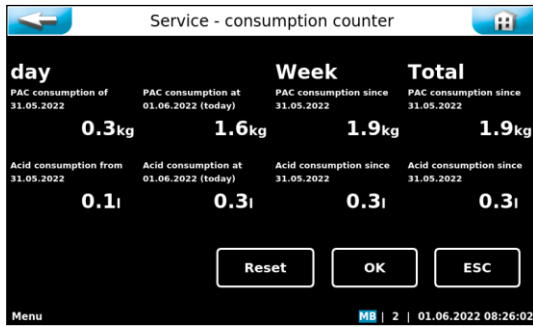 Service - consumption counter
day Week Total
PAC consumption of PAC consumption at PAC consumption since PAC consumption since
31.05.2022 01.06.2022 (today) 31.05.2022 31.05.2022
0.3kg 1.6kg 1.9kg 1.9kg
Acid consumption from Acid consumption at Acid consumption since Acid consumption since
31.05.2022 01.06.2022 (today) 31.05.2022 31.05.2022
0.1l 0.3l 0.3l 0.3l
Reset OK ESC
Menu MB | 2 | 01.06.2022 08:26:02